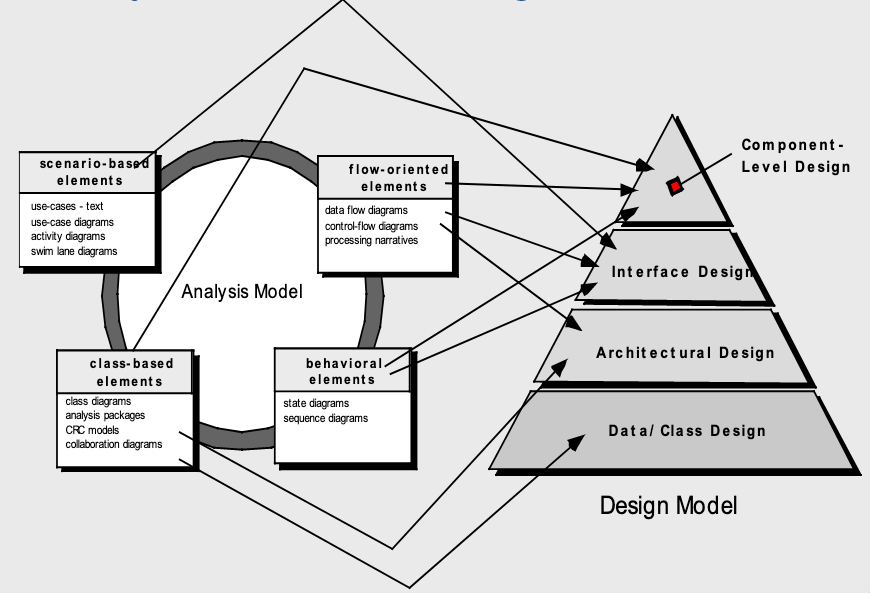 scenario-based
elements
use-cases - text
use-case diagrams
activity diagrams
swim lane diagrams
flow-oriented
elements
data flow diagrams
control-flow diagrams
processing narratives
Analysis Model
class-based
elements
class diagrams
analysis packages
CRC models
collaboration diagrams
behavioral
elements
state diagrams
sequence diagrams
Component-
Level Design
Interface Design
Architectural Design
Data/Class Design
Design Model